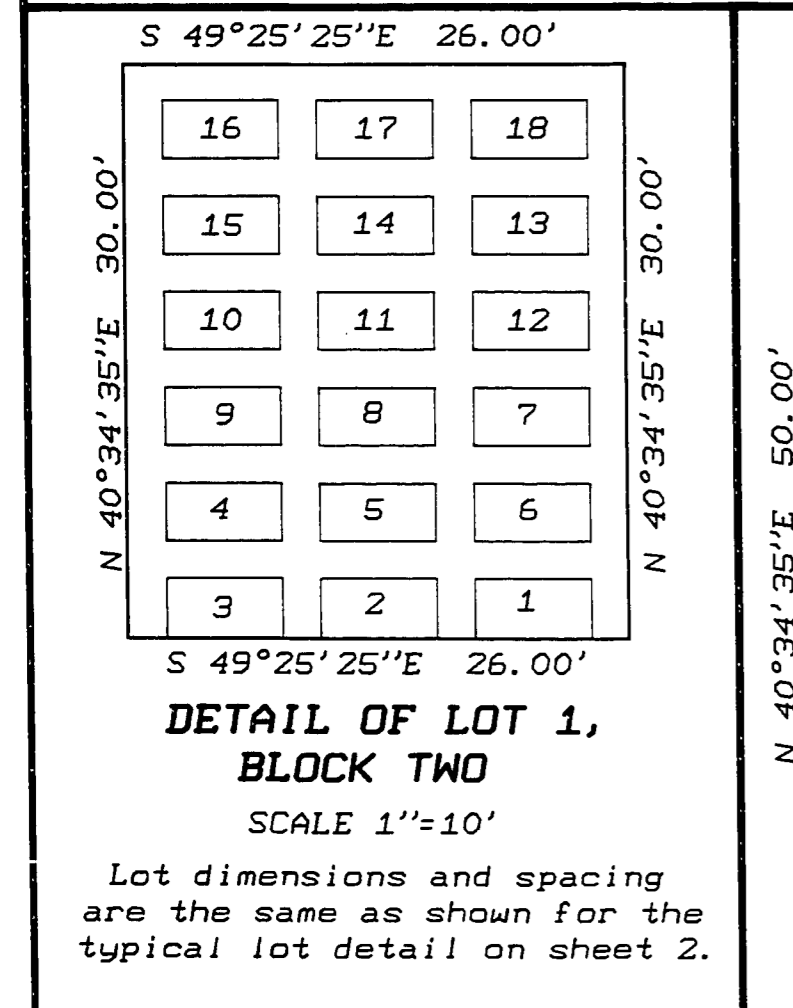 S 49°25'25''E 26.00'
16 17 18
N 40°34'35''E 30.00'
N 40°34'35''E 30.00'
15 14 13
10 11 12
9 8 7
4 5 6
3 2 1
S 49°25'25''E 26.00'
DETAIL OF LOT 1,
BLOCK TWO
SCALE 1''=10'
Lot dimensions and spacing
are the same as shown for the
typical lot detail on sheet 2.
N 40°34'35''E 50.00'